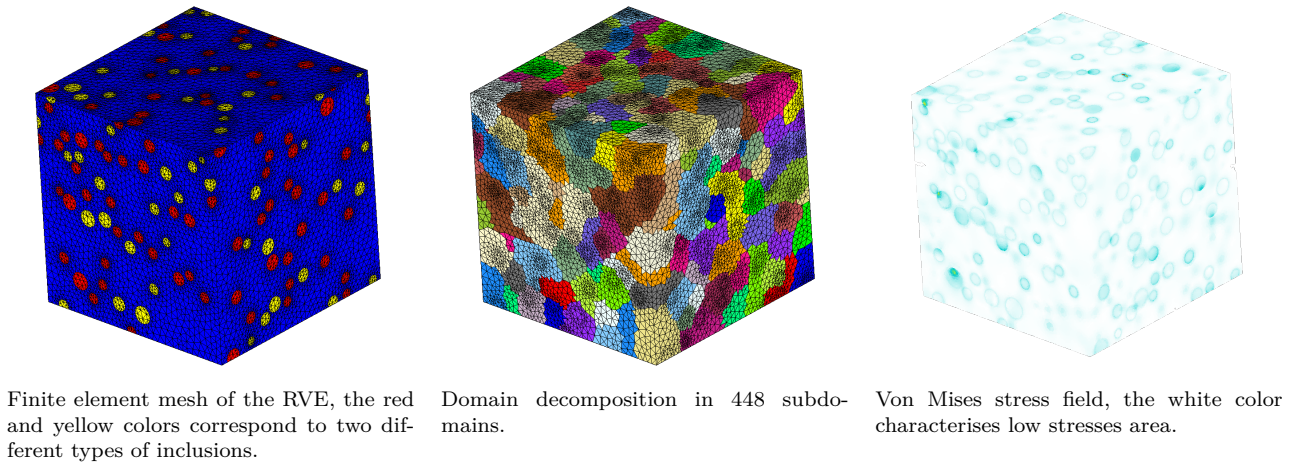 Finite element mesh of the RVE, the red
and yellow colors correspond to two dif-
ferent types of inclusions.
Domain decomposition in 448 subdo-
mains.
Von Mises stress field, the white color
characterises low stresses area.